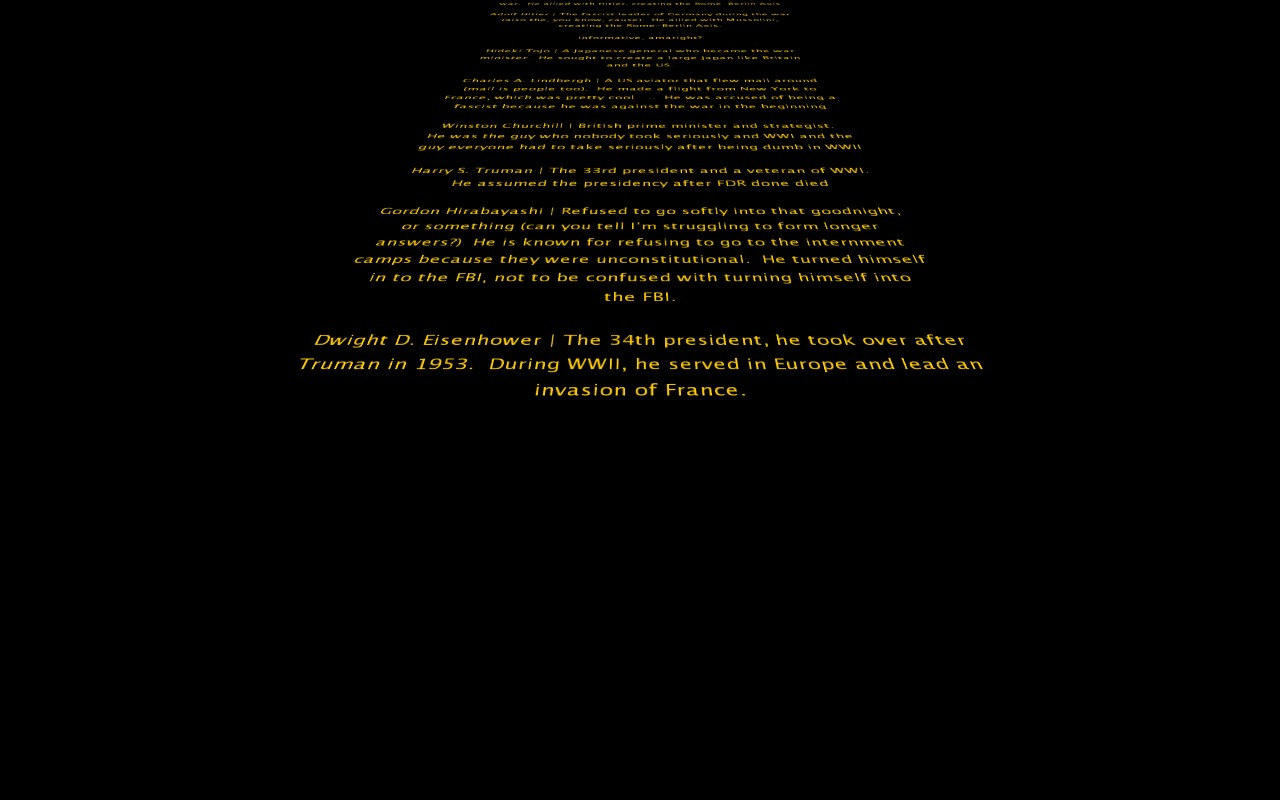 war. He allied with Hitler, creating the Rome-Berlin Axis
Adolf Hitler | The fascist leader of Germany during the war
(also the, you know, cause). He allied with Mussolini,
creating the Rome-Berlin Axis.
Informative, amaright?
Hideki Tojo | A Japanese general who became the war
minister. He sought to create a large Japan like Britain
and the US.
Charles A. Lindbergh | A US aviator that flew mail around
(mail is people too). He made a flight from New York to
France, which was pretty cool . . . He was accused of being a
fascist because he was against the war in the beginning
Winston Churchill | British prime minister and strategist.
He was the guy who nobody took seriously and WWI and the
guy everyone had to take seriously after being dumb in WWII
Harry S. Truman | The 33rd president and a veteran of WWI.
He assumed the presidency after FDR done died
Gordon Hirabayashi | Refused to go softly into that goodnight,
or something (can you tell I'm struggling to form longer
answers?) He is known for refusing to go to the internment
camps because they were unconstitutional. He turned himself
in to the FBI, not to be confused with turning himself into
the FBI.
Dwight D. Eisenhower | The 34th president, he took over after
Truman in 1953. During WWII, he served in Europe and lead an
invasion of France.